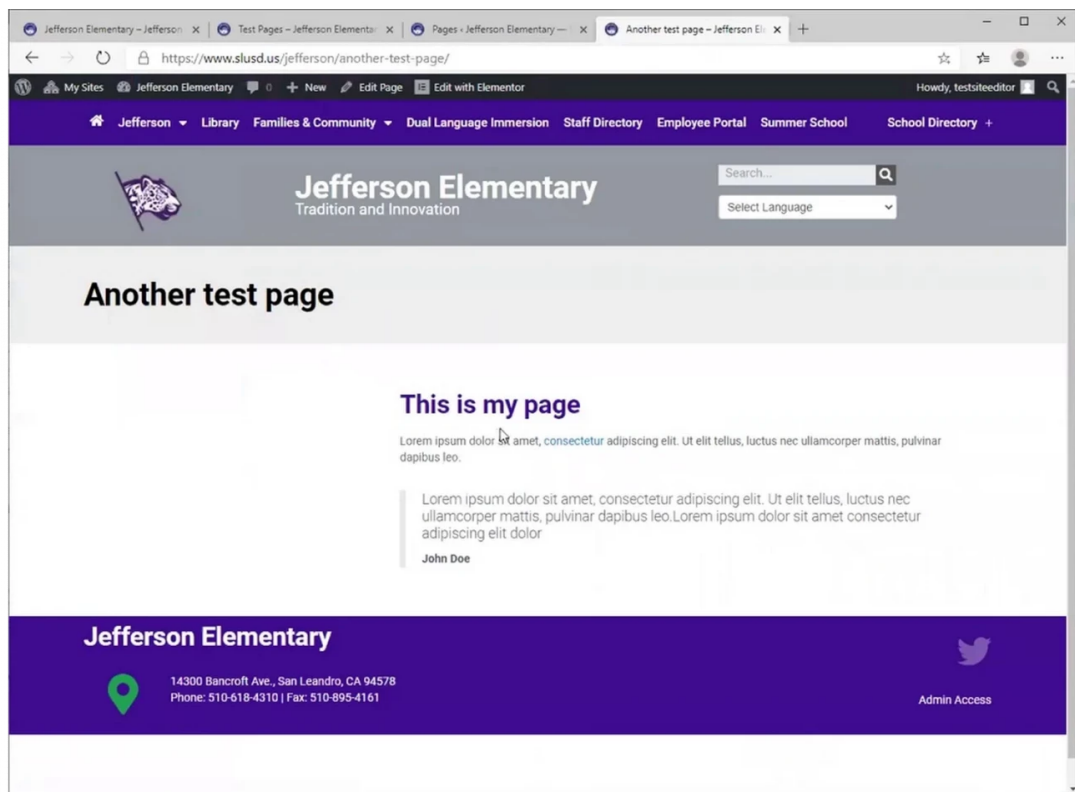 Jefferson Elementary – Jefferson
Test Pages – Jefferson Elementar
Pages ‹ Jefferson Elementary —
Another test page – Jefferson El
https://www.slusd.us/jefferson/another-test-page/
My Sites Jefferson Elementary 0 + New Edit Page Edit with Elementor Howdy, testsiteeditor
Jefferson Library Families & Community Dual Language Immersion Staff Directory Employee Portal Summer School School Directory +
Jefferson Elementary
Tradition and Innovation
Search...
Select Language
Another test page
This is my page
Lorem ipsum dolor sit amet, consectetur adipiscing elit. Ut elit tellus, luctus nec ullamcorper mattis, pulvinar
dapibus leo.
Lorem ipsum dolor sit amet, consectetur adipiscing elit. Ut elit tellus, luctus nec
ullamcorper mattis, pulvinar dapibus leo.Lorem ipsum dolor sit amet consectetur
adipiscing elit dolor
John Doe
Jefferson Elementary
14300 Bancroft Ave., San Leandro, CA 94578
Phone: 510-618-4310 | Fax: 510-895-4161
Admin Access